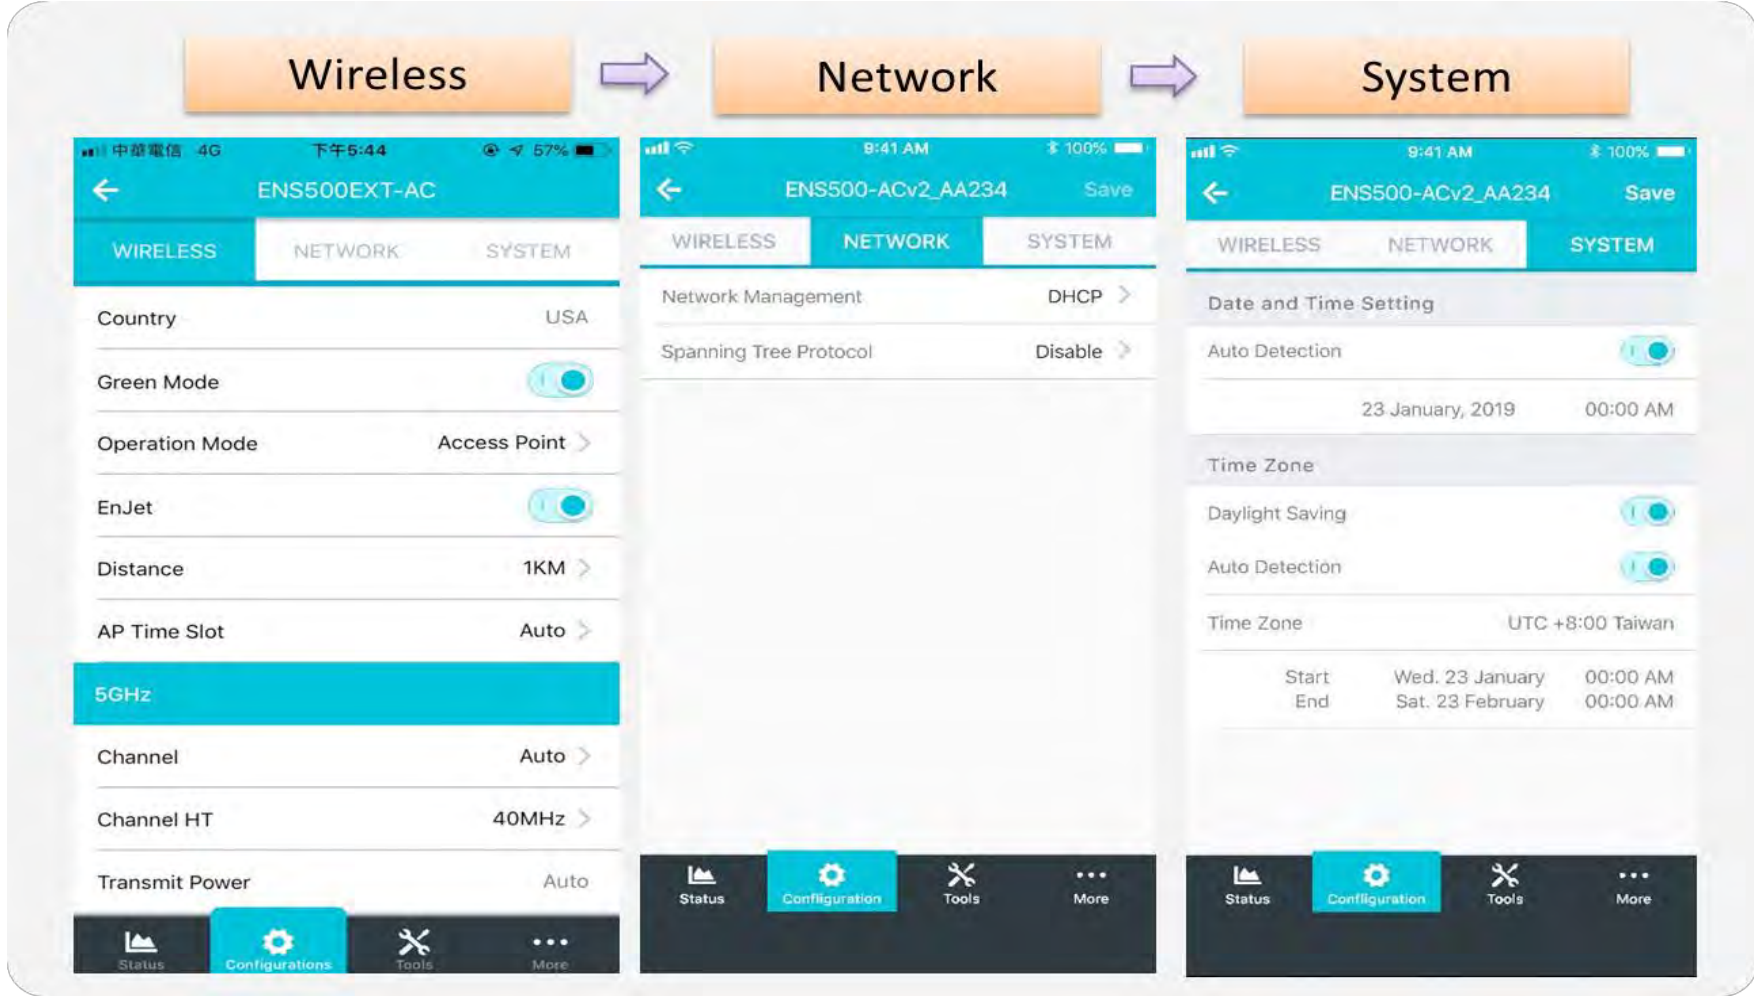 Wireless
Network
System
中華電信 4G 下午5:44 57%
ENS500EXT-AC
WIRELESS NETWORK SYSTEM
Country USA
Green Mode
Operation Mode Access Point
EnJet
Distance 1KM
AP Time Slot Auto
5GHz
Channel Auto
Channel HT 40MHz
Transmit Power Auto
Status Configurations Tools More
9:41 AM 100%
ENS500-ACv2_AA234 Save
WIRELESS NETWORK SYSTEM
Network Management DHCP
Spanning Tree Protocol Disable
Status Confliguration Tools More
9:41 AM 100%
ENS500-ACv2_AA234 Save
WIRELESS NETWORK SYSTEM
Date and Time Setting
Auto Detection
23 January, 2019 00:00 AM
Time Zone
Daylight Saving
Auto Detection
Time Zone UTC +8:00 Taiwan
Start Wed. 23 January 00:00 AM
End Sat. 23 February 00:00 AM
Status Confliguration Tools More